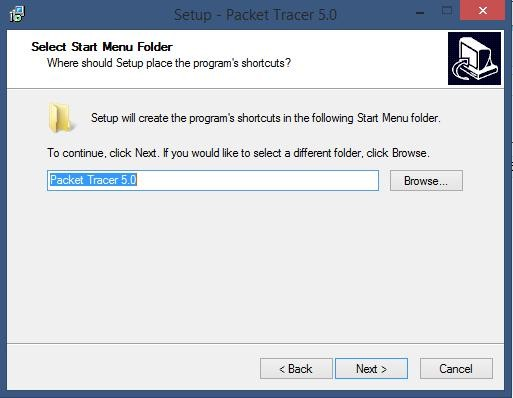 Setup - Packet Tracer 5.0
Select Start Menu Folder
Where should Setup place the program's shortcuts?
Setup will create the program's shortcuts in the following Start Menu folder.
To continue, click Next. If you would like to select a different folder, click Browse.
Packet Tracer 5.0
Browse...
< Back
Next >
Cancel